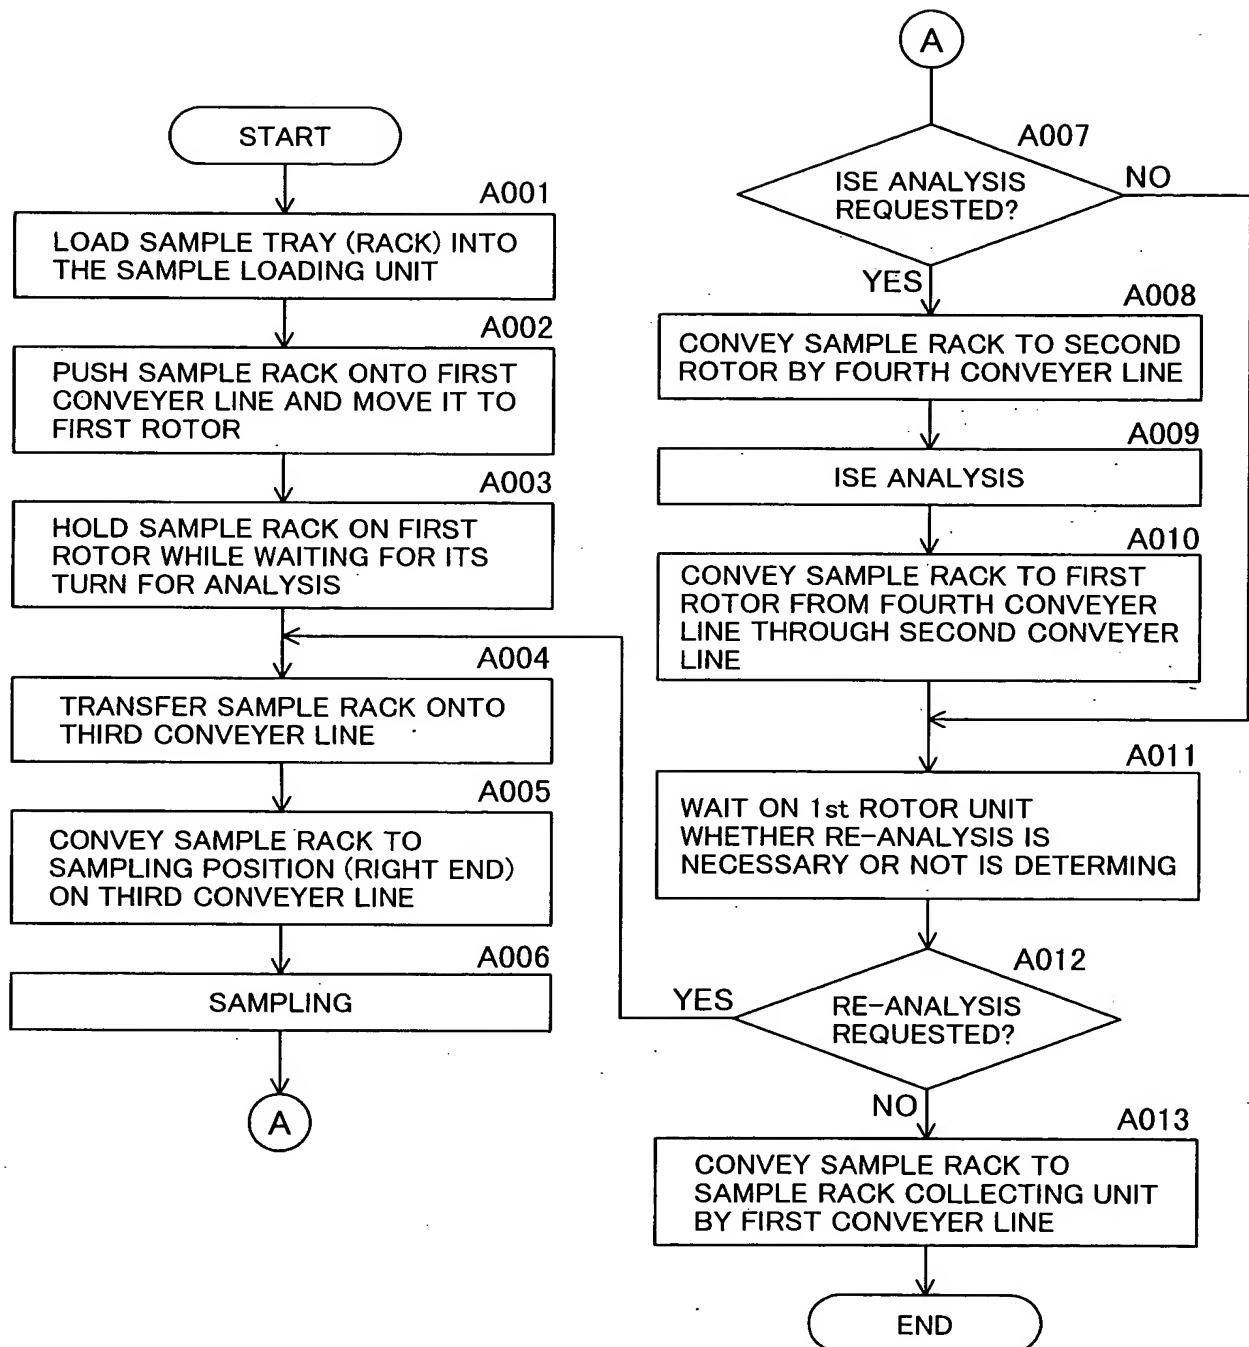 START
A001
LOAD SAMPLE TRAY (RACK) INTO
THE SAMPLE LOADING UNIT
A002
PUSH SAMPLE RACK ONTO FIRST
CONVEYER LINE AND MOVE IT TO
FIRST ROTOR
A003
HOLD SAMPLE RACK ON FIRST
ROTOR WHILE WAITING FOR ITS
TURN FOR ANALYSIS
A004
TRANSFER SAMPLE RACK ONTO
THIRD CONVEYER LINE
A005
CONVEY SAMPLE RACK TO
SAMPLING POSITION (RIGHT END)
ON THIRD CONVEYER LINE
A006
SAMPLING
A
A
A007
ISE ANALYSIS
REQUESTED?
NO
YES
A008
CONVEY SAMPLE RACK TO SECOND
ROTOR BY FOURTH CONVEYER LINE
A009
ISE ANALYSIS
A010
CONVEY SAMPLE RACK TO FIRST
ROTOR FROM FOURTH CONVEYER
LINE THROUGH SECOND CONVEYER
LINE
A011
WAIT ON 1st ROTOR UNIT
WHETHER RE-ANALYSIS IS
NECESSARY OR NOT IS DETERMING
A012
RE-ANALYSIS
REQUESTED?
YES
NO
A013
CONVEY SAMPLE RACK TO
SAMPLE RACK COLLECTING UNIT
BY FIRST CONVEYER LINE
END